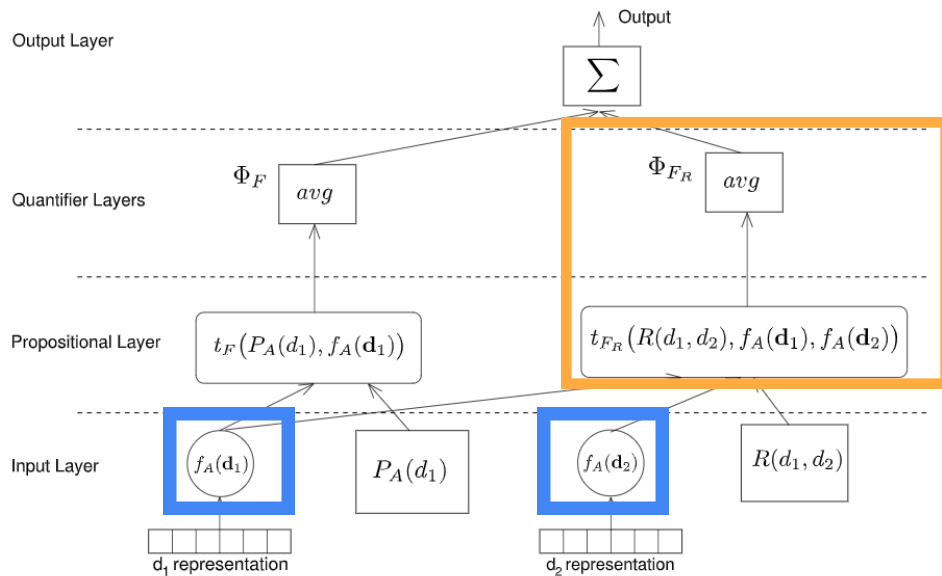 Output
Output Layer
∑
Φ_F
avg
Φ_{F_R}
avg
Quantifier Layers
Propositional Layer
t_F(P_A(d_1), f_A(𝐝_1))
t_{F_R}(R(d_1, d_2), f_A(𝐝_1), f_A(𝐝_2))
Input Layer
f_A(𝐝_1)
P_A(d_1)
f_A(𝐝_2)
R(d_1, d_2)
d_1 representation
d_2 representation